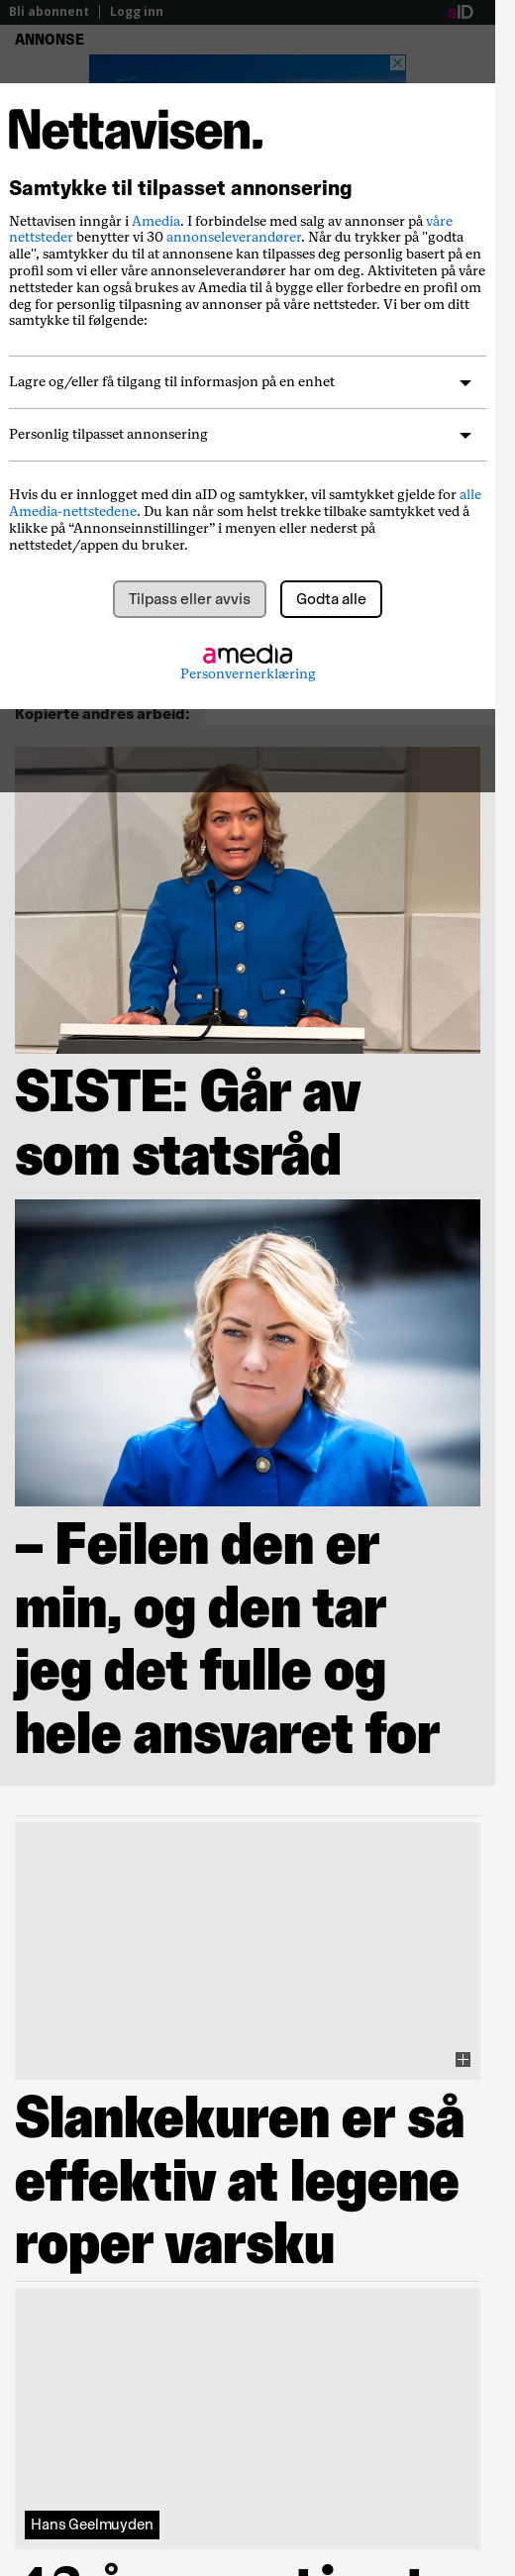 Bli abonnent | Logg inn
aID
ANNONSE
Nettavisen.
Samtykke til tilpasset annonsering
Nettavisen inngår i Amedia. I forbindelse med salg av annonser på våre
nettsteder benytter vi 30 annonseleverandører. Når du trykker på "godta
alle", samtykker du til at annonsene kan tilpasses deg personlig basert på en
profil som vi eller våre annonseleverandører har om deg. Aktiviteten på våre
nettsteder kan også brukes av Amedia til å bygge eller forbedre en profil om
deg for personlig tilpasning av annonser på våre nettsteder. Vi ber om ditt
samtykke til følgende:
Lagre og/eller få tilgang til informasjon på en enhet
Personlig tilpasset annonsering
Hvis du er innlogget med din aID og samtykker, vil samtykket gjelde for alle
Amedia-nettstedene. Du kan når som helst trekke tilbake samtykket ved å
klikke på “Annonseinnstillinger” i menyen eller nederst på
nettstedet/appen du bruker.
Tilpass eller avvis
Godta alle
amedia
Personvernerklæring
Kopierte andres arbeid:
SISTE: Går av
som statsråd
– Feilen den er
min, og den tar
jeg det fulle og
hele ansvaret for
Slankekuren er så
effektiv at legene
roper varsku
Hans Geelmuyden